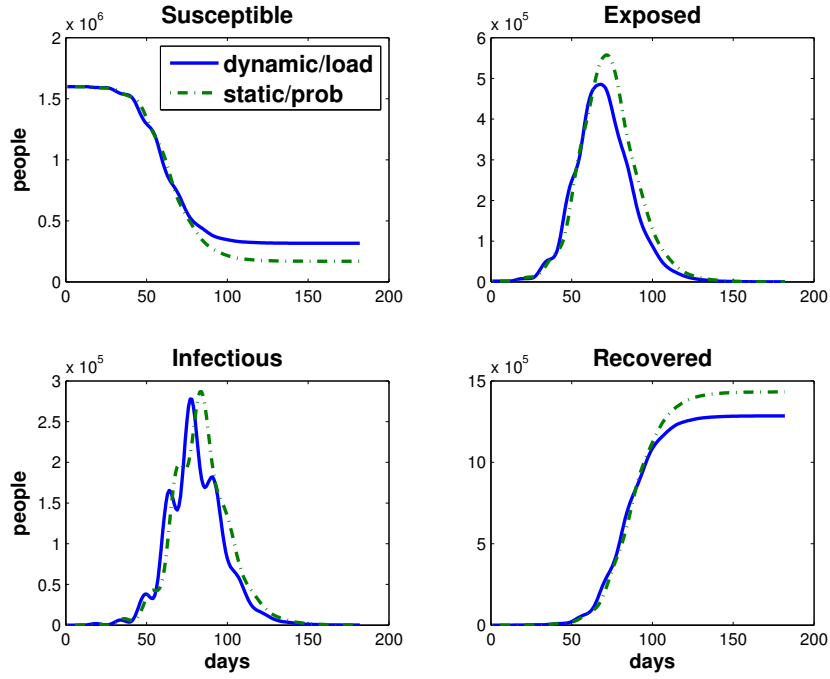 Susceptible
x 10^6
2
1.5
1
0.5
0
0 50 100 150 200
people
dynamic/load
static/prob
Exposed
x 10^5
6
5
4
3
2
1
0
0 50 100 150 200
Infectious
x 10^5
3
2.5
2
1.5
1
0.5
0
0 50 100 150 200
people
days
Recovered
x 10^5
15
10
5
0
0 50 100 150 200
days